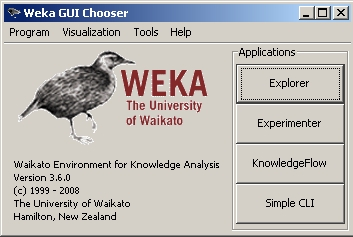 Weka GUI Chooser
Program Visualization Tools Help
WEKA
The University
of Waikato
Waikato Environment for Knowledge Analysis
Version 3.6.0
(c) 1999 - 2008
The University of Waikato
Hamilton, New Zealand
Applications
Explorer
Experimenter
KnowledgeFlow
Simple CLI